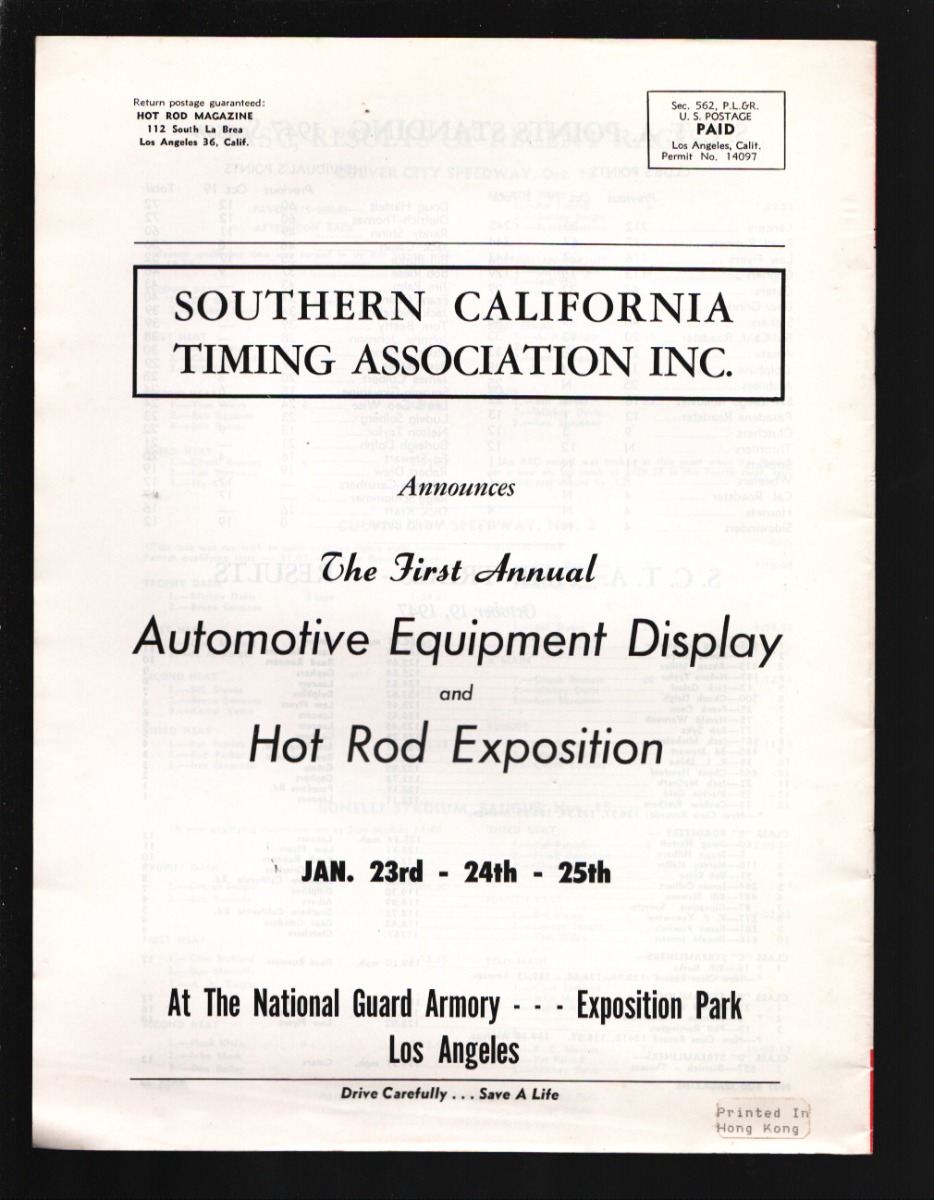 Return postage guaranteed:
HOT ROD MAGAZINE
112 South La Brea
Los Angeles 36, Calif.
Sec. 562, P.L.&R.
U. S. POSTAGE
PAID
Los Angeles, Calif.
Permit No. 14097
SOUTHERN CALIFORNIA
TIMING ASSOCIATION INC.
Announces
The First Annual
Automotive Equipment Display
and
Hot Rod Exposition
JAN. 23rd - 24th - 25th
At The National Guard Armory - - - Exposition Park
Los Angeles
Drive Carefully . . . Save A Life
Printed In
Hong Kong